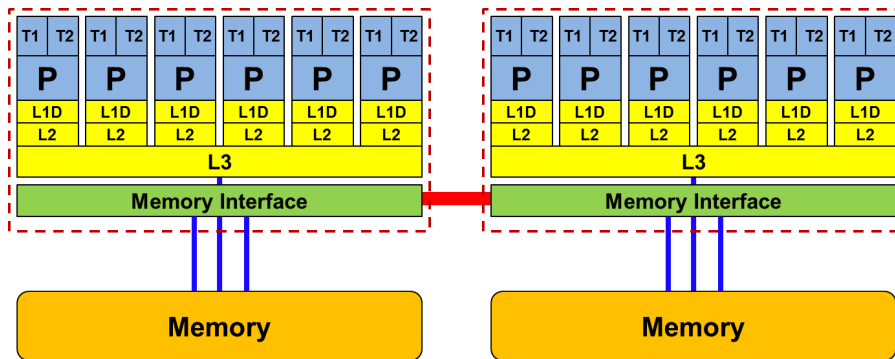 T1 T2 T1 T2 T1 T2 T1 T2 T1 T2 T1 T2 T1 T2 T1 T2 T1 T2 T1 T2 T1 T2 T1 T2
P P P P P P P P P P P P
L1D L1D L1D L1D L1D L1D L1D L1D L1D L1D L1D L1D
L2 L2 L2 L2 L2 L2 L2 L2 L2 L2 L2 L2
L3 L3
Memory Interface Memory Interface
Memory Memory